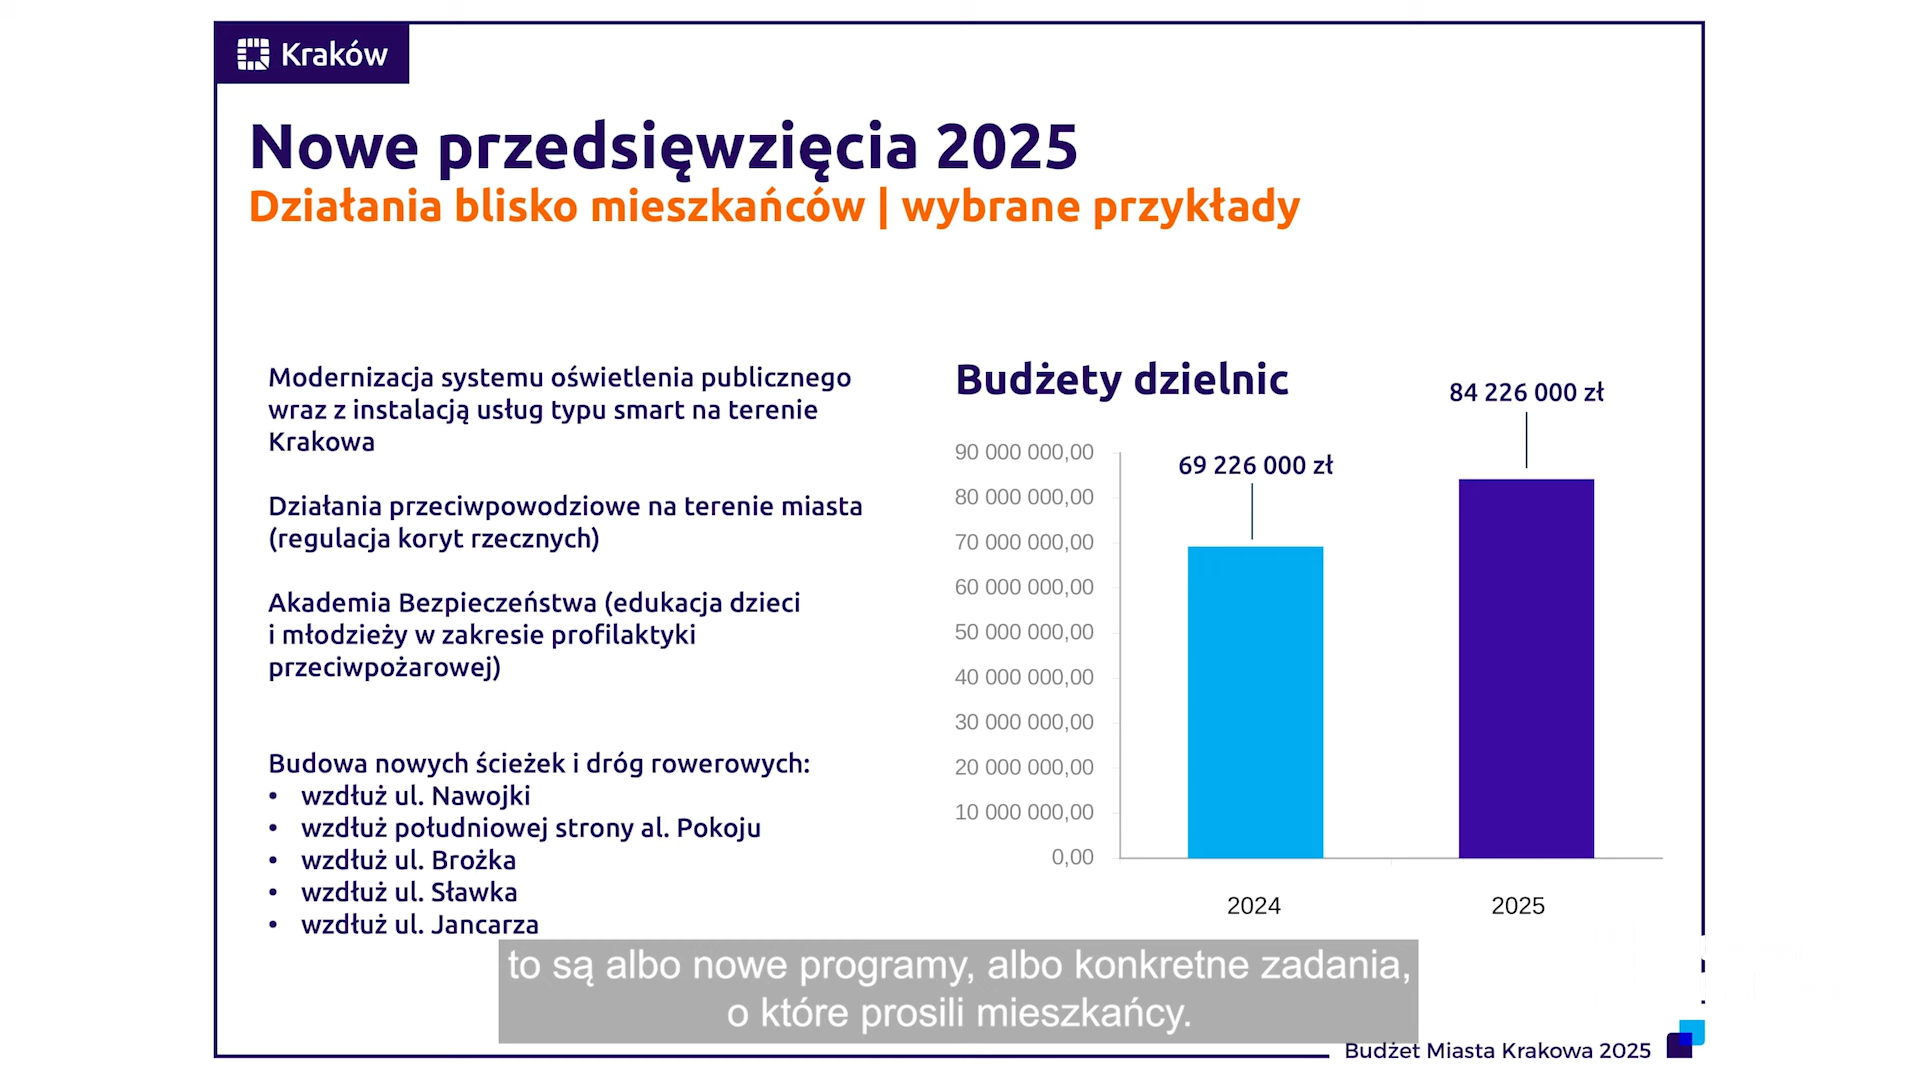 Kraków
Nowe przedsięwzięcia 2025
Działania blisko mieszkańców | wybrane przykłady
Modernizacja systemu oświetlenia publicznego
wraz z instalacją usług typu smart na terenie
Krakowa
Działania przeciwpowodziowe na terenie miasta
(regulacja koryt rzecznych)
Akademia Bezpieczeństwa (edukacja dzieci
i młodzieży w zakresie profilaktyki
przeciwpożarowej)
Budowa nowych ścieżek i dróg rowerowych:
• wzdłuż ul. Nawojki
• wzdłuż południowej strony al. Pokoju
• wzdłuż ul. Brożka
• wzdłuż ul. Sławka
• wzdłuż ul. Jancarza
Budżety dzielnic
84 226 000 zł
69 226 000 zł
90 000 000,00
80 000 000,00
70 000 000,00
60 000 000,00
50 000 000,00
40 000 000,00
30 000 000,00
20 000 000,00
10 000 000,00
0,00
2024
2025
to są albo nowe programy, albo konkretne zadania,
o które prosili mieszkańcy.
Budżet Miasta Krakowa 2025